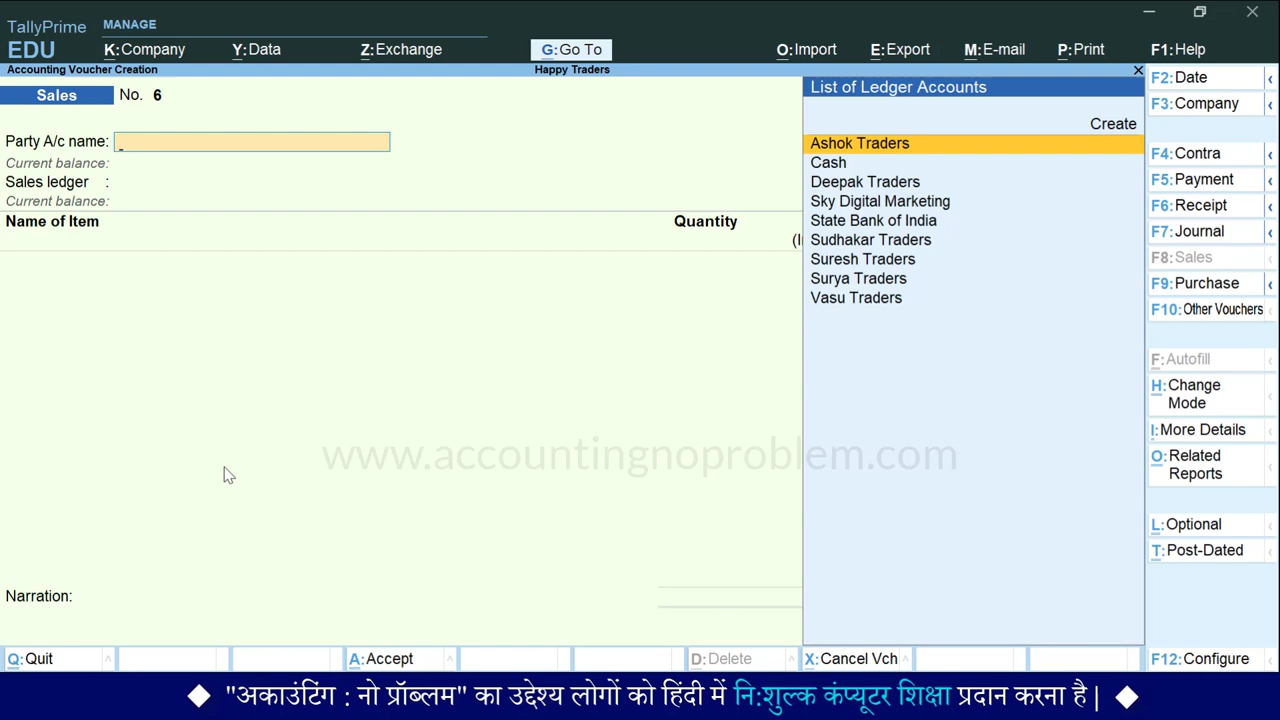 TallyPrime
EDU
MANAGE
K:Company
Y:Data
Z:Exchange
G:Go To
O:Import
E:Export
M:E-mail
P:Print
F1:Help
Accounting Voucher Creation
Happy Traders
Sales
No. 6
Party A/c name:
Current balance:
Sales ledger :
Current balance:
Name of Item
Quantity
Narration:
List of Ledger Accounts
Create
Ashok Traders
Cash
Deepak Traders
Sky Digital Marketing
State Bank of India
Sudhakar Traders
Suresh Traders
Surya Traders
Vasu Traders
F2:Date
F3:Company
F4:Contra
F5:Payment
F6:Receipt
F7:Journal
F8:Sales
F9:Purchase
F10:Other Vouchers
F:Autofill
H:Change
Mode
I:More Details
O:Related
Reports
L:Optional
T:Post-Dated
www.accountingnoproblem.com
Q:Quit
A:Accept
D:Delete
X:Cancel Vch
F12:Configure
"अकाउंटिंग : नो प्रॉब्लम" का उद्देश्य लोगों को हिंदी में नि:शुल्क कंप्यूटर शिक्षा प्रदान करना है |